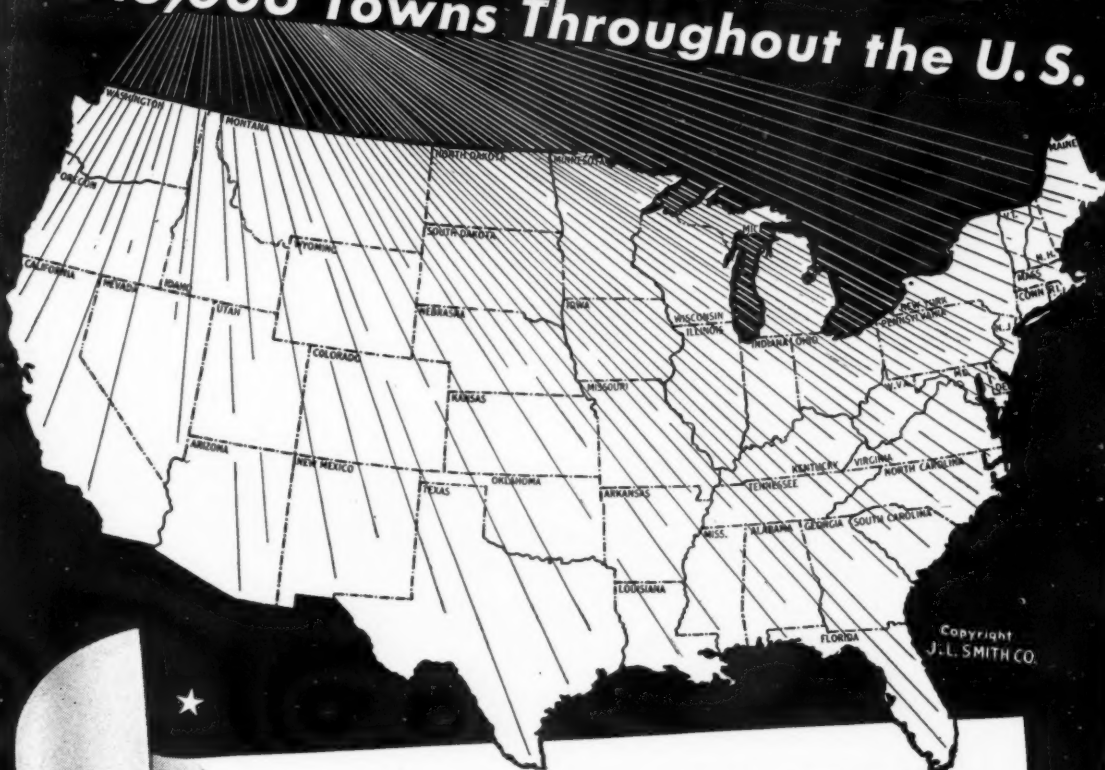 Towns Throughout the U. S.
WASHINGTON
MONTANA
NORTH DAKOTA
MINNESOTA
MAINE
OREGON
SOUTH DAKOTA
MICH
VT.
N.H.
WYOMING
CALIFORNIA
NEVADA
IDAHO
MASS
CONN
R.I.
UTAH
NEBRASKA
IOWA
WISCONSIN
ILLINOIS
NEW YORK
PENNSYLVANIA
N.J.
INDIANA
OHIO
COLORADO
KANSAS
MISSOURI
W.VA.
DEL
ARIZONA
NEW MEXICO
KENTUCKY
VIRGINIA
TEXAS
OKLAHOMA
ARKANSAS
TENNESSEE
NORTH CAROLINA
MISS.
ALABAMA
GEORGIA
SOUTH CAROLINA
LOUISIANA
FLORIDA
Copyright
J.L. SMITH CO.